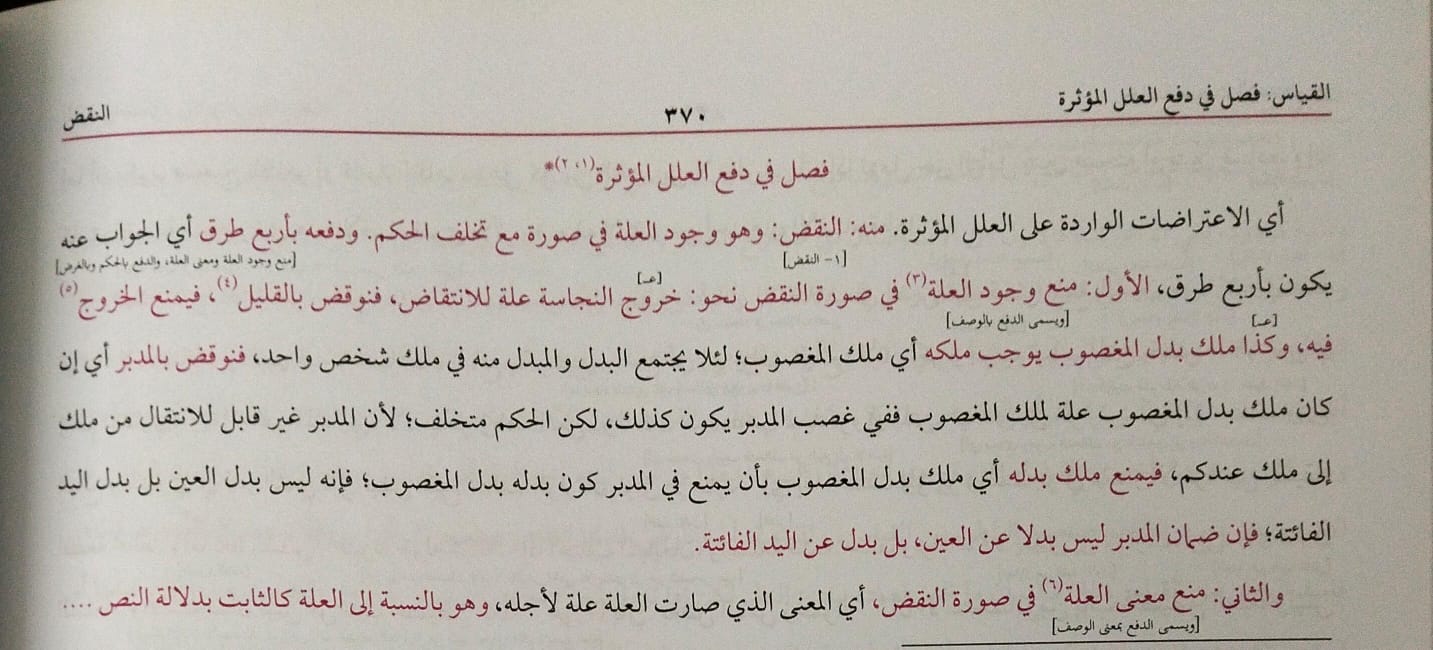 القياس: فصل في دفع العلل المؤثرة ٣٧٠ النقض
فصل في دفع العلل المؤثرة(١، ٢)*
أي الاعتراضات الواردة على العلل المؤثرة. منه: النقض: وهو وجود العلة في صورة مع تخلف الحكم. ودفعه بأربع طرق أي الجواب عنه
[١- النقض] [منع وجود العلة ومعنى العلة، والدفع بالحكم وبالغرض]
يكون بأربع طرق، الأول: منع وجود العلة(٣) في صورة النقض نحو: خروج النجاسة علة للانتقاض، فنوقض بالقليل(٤)، فيمنع الخروج(٥)
[عـ]
[ويسمى الدفع بالوصف]
[عـ]
فيه، وكذا ملك بدل المغصوب يوجب ملكه أي ملك المغصوب؛ لئلا يجتمع البدل والمبدل منه في ملك شخص واحد، فنوقض بالمدبر أي إن
كان ملك بدل المغصوب علة لملك المغصوب ففي غصب المدبر يكون كذلك، لكن الحكم متخلف؛ لأن المدبر غير قابل للانتقال من ملك
إلى ملك عندكم، فيمنع ملك بدله أي ملك بدل المغصوب بأن يمنع في المدبر كون بدله بدل المغصوب؛ فإنه ليس بدل العين بل بدل اليد
الفائتة؛ فإن ضمان المدبر ليس بدلا عن العين، بل بدل عن اليد الفائتة.
والثاني: منع معنى العلة(٦) في صورة النقض، أي المعنى الذي صارت العلة علة لأجله، وهو بالنسبة إلى العلة كالثابت بدلالة النص ....
[ويسمى الدفع بمعنى الوصف]